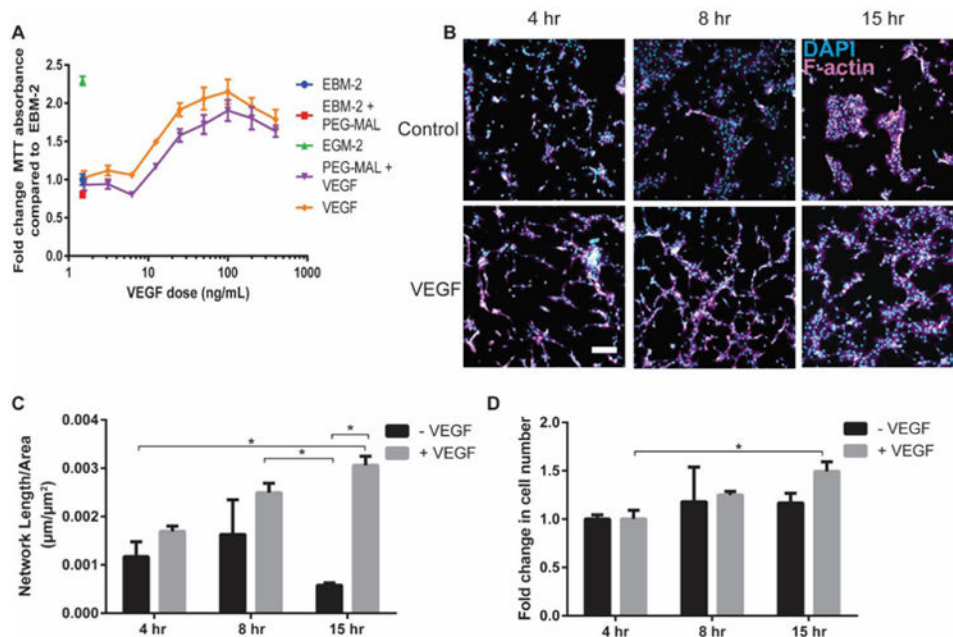 A
Fold change MTT absorbance
compared to EBM-2
2.5
2.0
1.5
1.0
0.5
0.0
1
10
100
1000
VEGF dose (ng/mL)
EBM-2
EBM-2 +
PEG-MAL
EGM-2
PEG-MAL +
VEGF
VEGF
B
4 hr
8 hr
15 hr
Control
VEGF
DAPI
F-actin
C
Network Length/Area
(µm/µm²)
0.004
0.003
0.002
0.001
0.000
4 hr
8 hr
15 hr
*
*
*
- VEGF
+ VEGF
D
Fold change in cell number
2.0
1.5
1.0
0.5
0.0
4 hr
8 hr
15 hr
*
- VEGF
+ VEGF